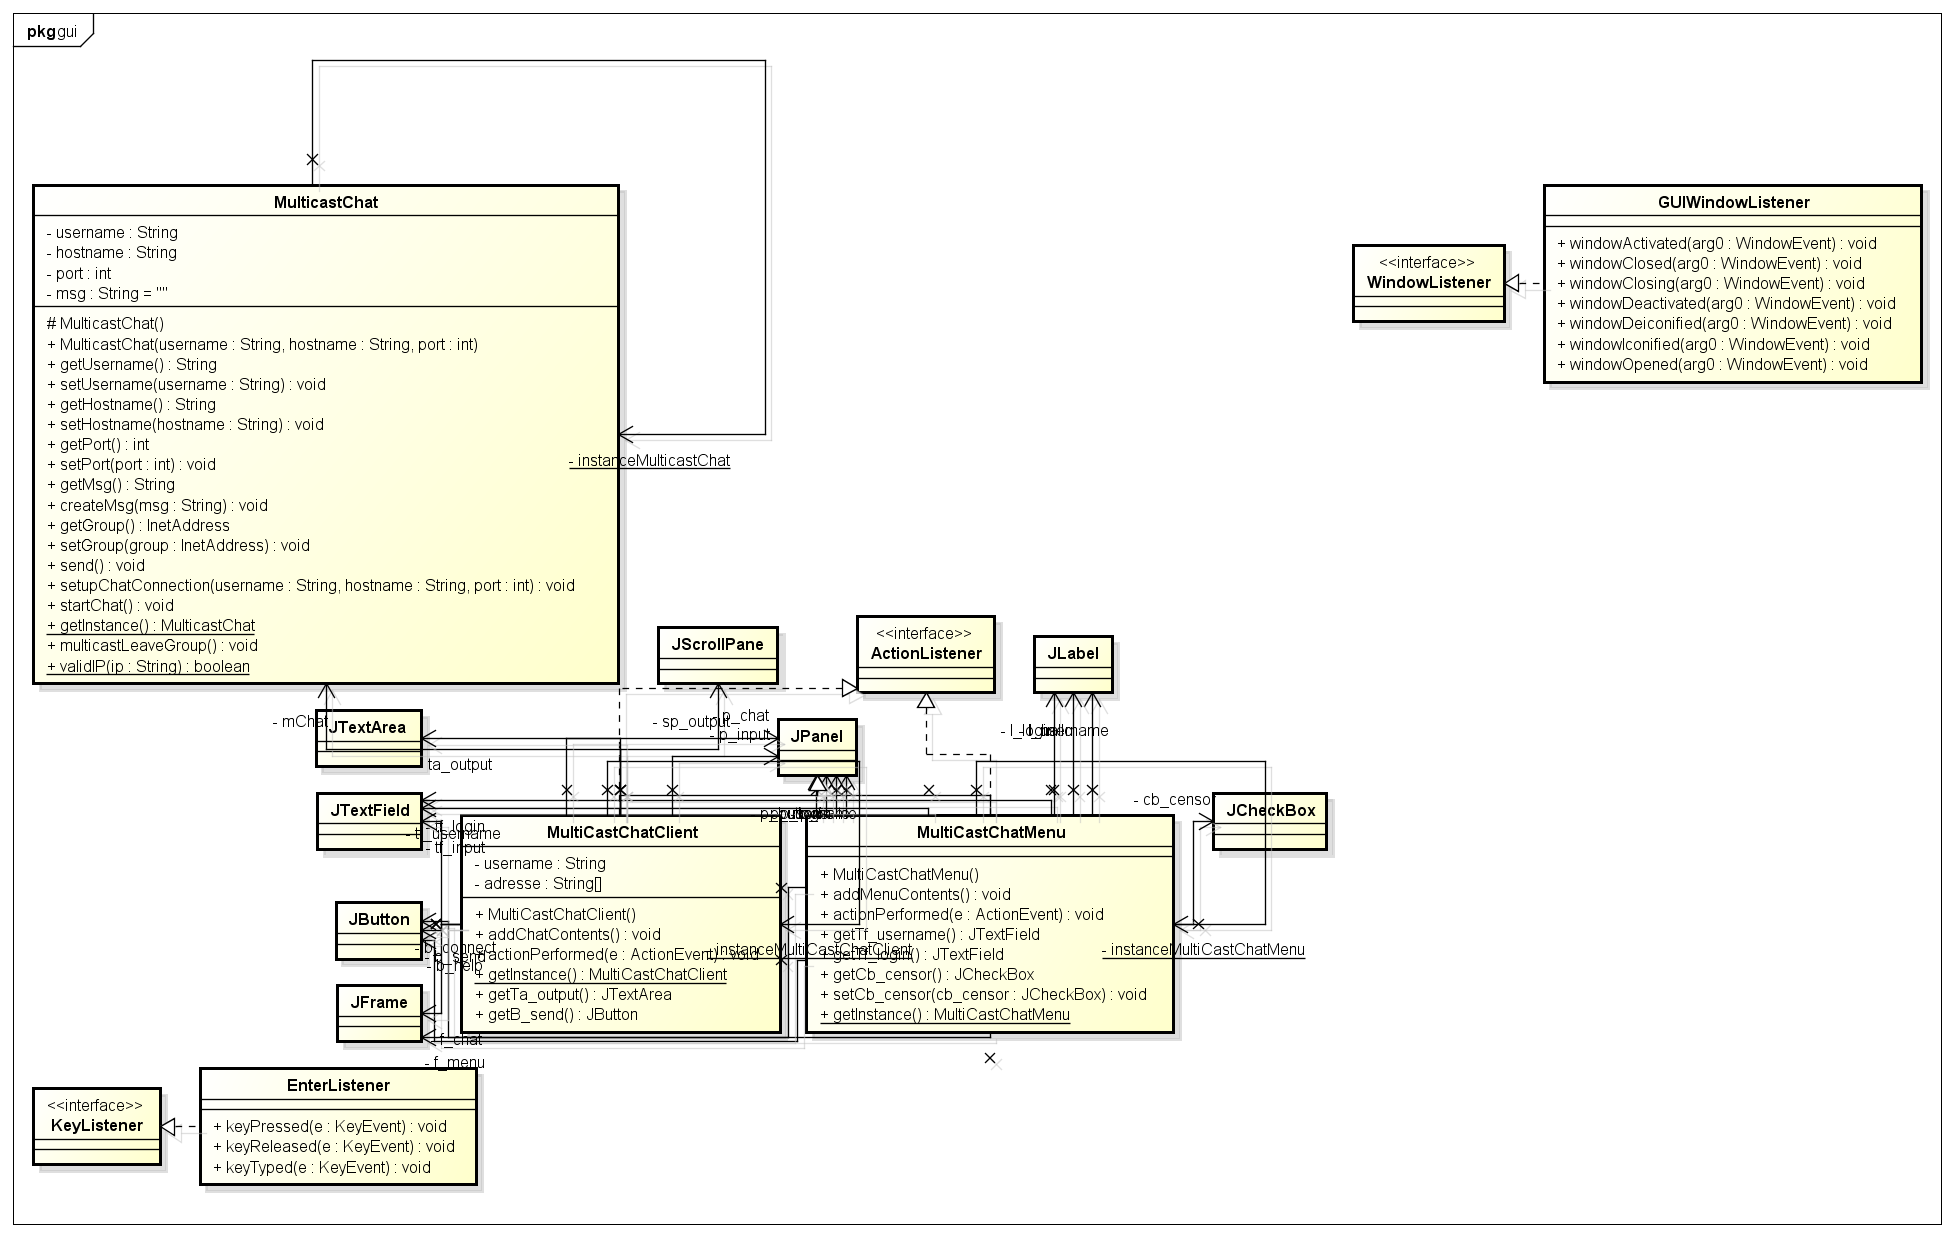 pkg gui
MulticastChat
- username : String
- hostname : String
- port : int
- msg : String = ""
# MulticastChat()
+ MulticastChat(username : String, hostname : String, port : int)
+ getUsername() : String
+ setUsername(username : String) : void
+ getHostname() : String
+ setHostname(hostname : String) : void
+ getPort() : int
+ setPort(port : int) : void
+ getMsg() : String
+ createMsg(msg : String) : void
+ getGroup() : InetAddress
+ setGroup(group : InetAddress) : void
+ send() : void
+ setupChatConnection(username : String, hostname : String, port : int) : void
+ startChat() : void
+ getInstance() : MulticastChat
+ multicastLeaveGroup() : void
+ validIP(ip : String) : boolean
- instanceMulticastChat
<<interface>>
WindowListener
GUIWindowListener
+ windowActivated(arg0 : WindowEvent) : void
+ windowClosed(arg0 : WindowEvent) : void
+ windowClosing(arg0 : WindowEvent) : void
+ windowDeactivated(arg0 : WindowEvent) : void
+ windowDeiconified(arg0 : WindowEvent) : void
+ windowIconified(arg0 : WindowEvent) : void
+ windowOpened(arg0 : WindowEvent) : void
JScrollPane
<<interface>>
ActionListener
JLabel
- mChat
JTextArea
- sp_output
- p_chat
- p_input
JPanel
ta_output
JTextField
- tf_login
- tf_username
- tf_input
- cb_censor
JCheckBox
MultiCastChatClient
- username : String
- adresse : String[]
+ MultiCastChatClient()
+ addChatContents() : void
+ actionPerformed(e : ActionEvent) : void
+ getInstance() : MultiCastChatClient
+ getTa_output() : JTextArea
+ getB_send() : JButton
MultiCastChatMenu
+ MultiCastChatMenu()
+ addMenuContents() : void
+ actionPerformed(e : ActionEvent) : void
+ getTf_username() : JTextField
+ getTf_login() : JTextField
+ getCb_censor() : JCheckBox
+ setCb_censor(cb_censor : JCheckBox) : void
+ getInstance() : MultiCastChatMenu
- instanceMultiCastChatClient
- instanceMultiCastChatMenu
JButton
- b_connect
- b_send
- b_help
JFrame
- f_chat
- f_menu
<<interface>>
KeyListener
EnterListener
+ keyPressed(e : KeyEvent) : void
+ keyReleased(e : KeyEvent) : void
+ keyTyped(e : KeyEvent) : void